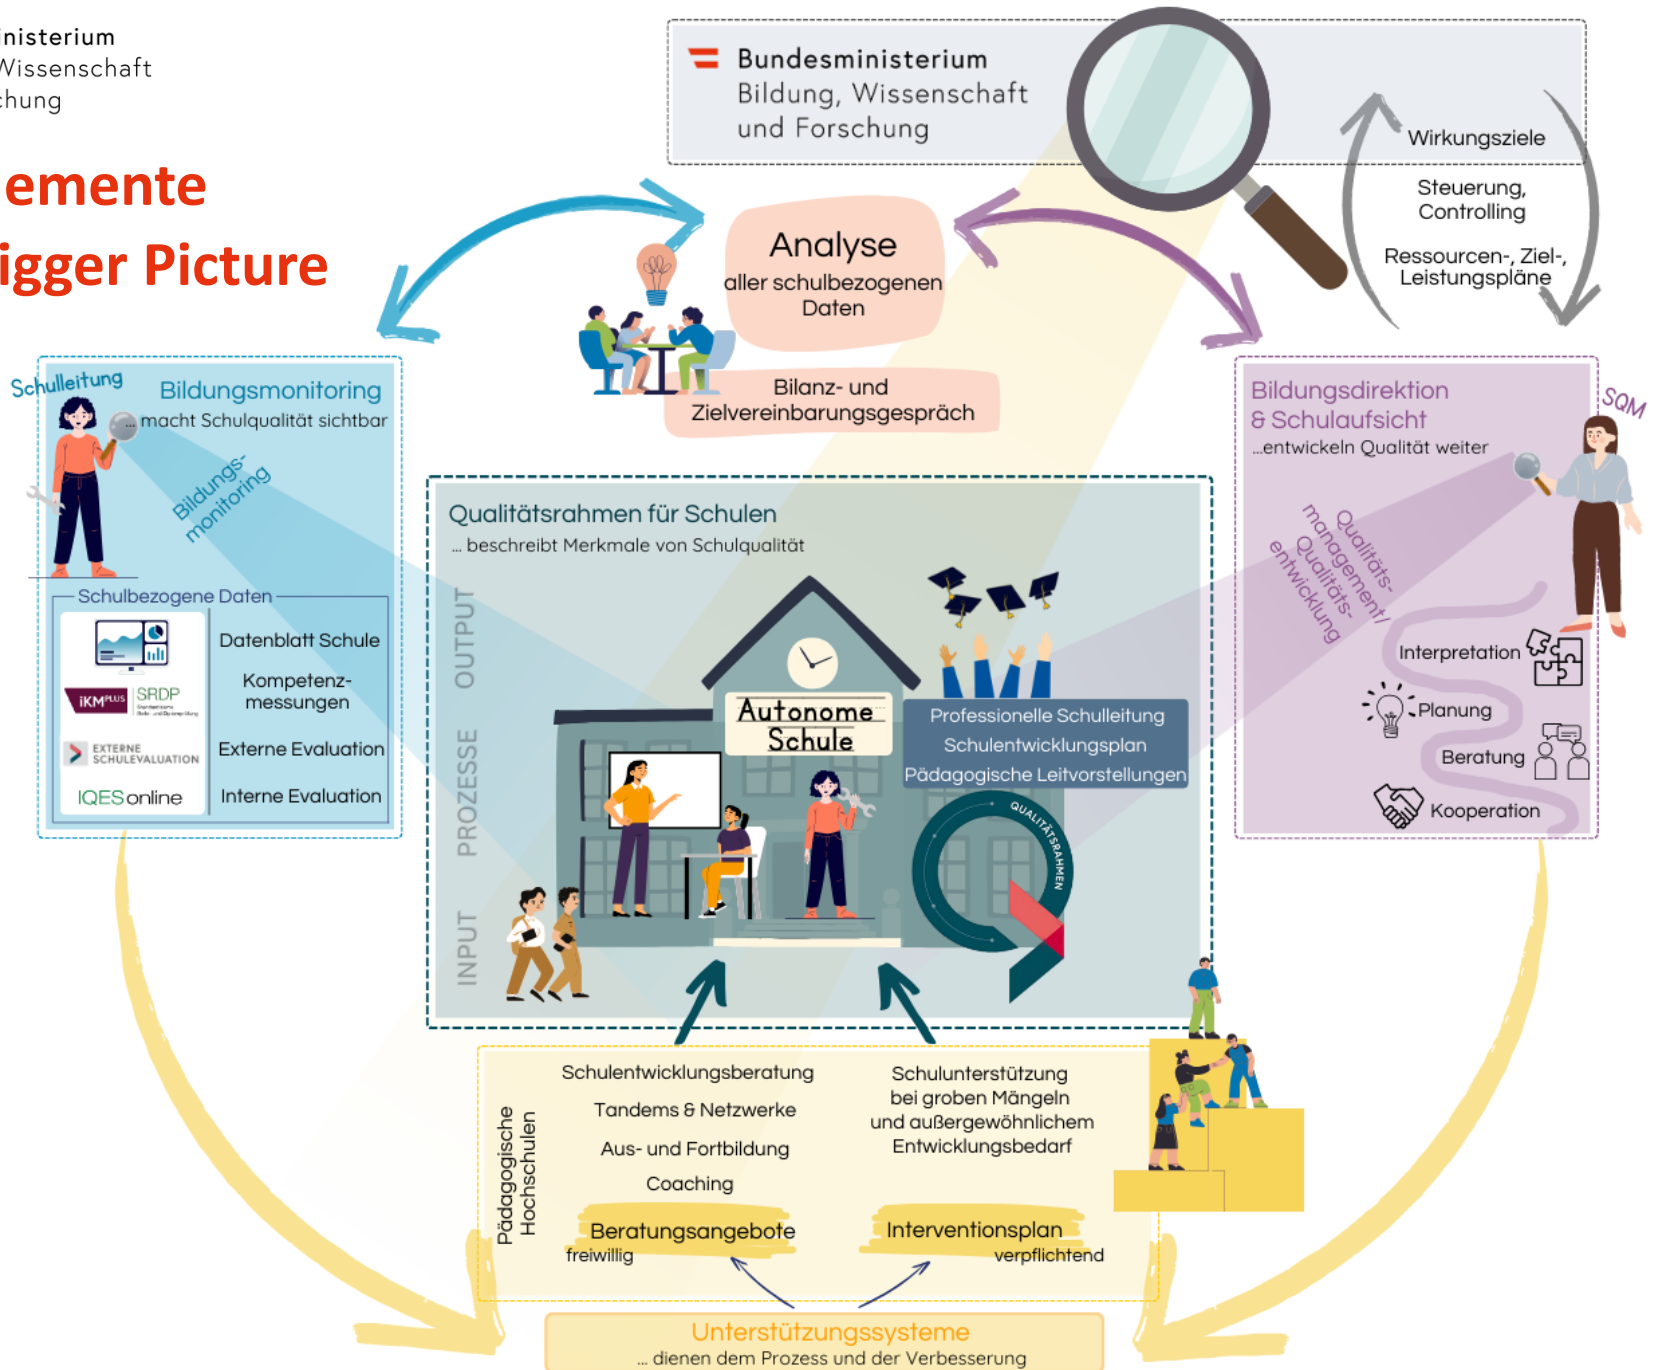 inisterium
Wissenschaft
chung
emente
igger Picture
Bundesministerium
Bildung, Wissenschaft
und Forschung
Wirkungsziele
Steuerung,
Controlling
Ressourcen-, Ziel-,
Leistungspläne
Analyse
aller schulbezogenen
Daten
Bilanz- und
Zielvereinbarungsgespräch
Schulleitung
Bildungsmonitoring
... macht Schulqualität sichtbar
Bildungs-
monitoring
Schulbezogene Daten
Datenblatt Schule
iKMPLUS
SRDP
Standardisierte
Reife- und Diplomprüfung
Kompetenz-
messungen
EXTERNE
SCHULEVALUATION
Externe Evaluation
IQESonline
Interne Evaluation
Bildungsdirektion
& Schulaufsicht
...entwickeln Qualität weiter
SQM
Qualitäts-
management/
Qualitäts-
entwicklung
Interpretation
Planung
Beratung
Kooperation
Qualitätsrahmen für Schulen
... beschreibt Merkmale von Schulqualität
OUTPUT
PROZESSE
INPUT
Autonome
Schule
Professionelle Schulleitung
Schulentwicklungsplan
Pädagogische Leitvorstellungen
QUALITÄTSRAHMEN
Pädagogische
Hochschulen
Schulentwicklungsberatung
Tandems & Netzwerke
Aus- und Fortbildung
Coaching
Beratungsangebote
freiwillig
Schulunterstützung
bei groben Mängeln
und außergewöhnlichem
Entwicklungsbedarf
Interventionsplan
verpflichtend
Unterstützungssysteme
... dienen dem Prozess und der Verbesserung